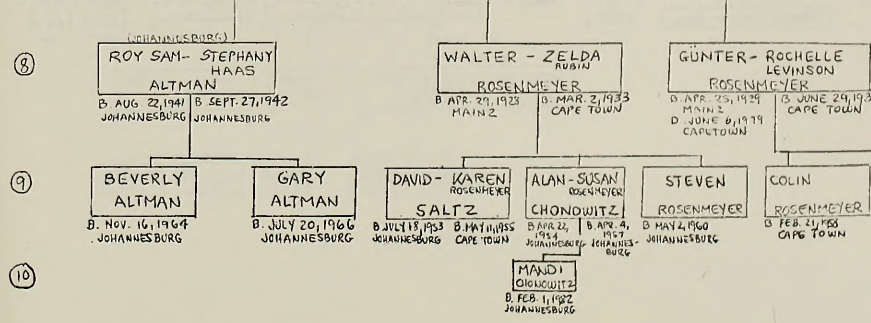 (JOHANNESBURG)
8
ROY SAM- STEPHANY
HAAS
ALTMAN
B. AUG. 22, 1941 B. SEPT. 27, 1942
JOHANNESBURG JOHANNESBURG
WALTER - ZELDA
RUBIN
ROSENMEYER
B. APR. 29, 1923 B. MAR. 2, 1933
MAINZ CAPE TOWN
GÜNTER - ROCHELLE
LEVINSON
ROSENMEYER
B. APR. 25, 1929 B. JUNE 29, 193
MAINZ CAPE TOWN
D. JUNE 6, 1979
CAPETOWN
9
BEVERLY
ALTMAN
B. NOV. 16, 1964
JOHANNESBURG
GARY
ALTMAN
B. JULY 20, 1966
JOHANNESBURG
DAVID - KAREN
ROSENMEYER
SALTZ
B. JULY 18, 1953 B. MAY 11, 1955
JOHANNESBURG CAPE TOWN
ALAN - SUSAN
ROSENMEYER
CHONOWITZ
B APR 22, B. APR. 4,
1954 1957
JOHANNESBURG JOHANNES-
BURG
STEVEN
ROSENMEYER
B MAY 2, 1960
JOHANNESBURG
COLIN
ROSENMEYER
B FEB. 21, 1958
CAPE TOWN
10
MANDI
CHONOWITZ
B. FEB. 1, 1982
JOHANNESBURG